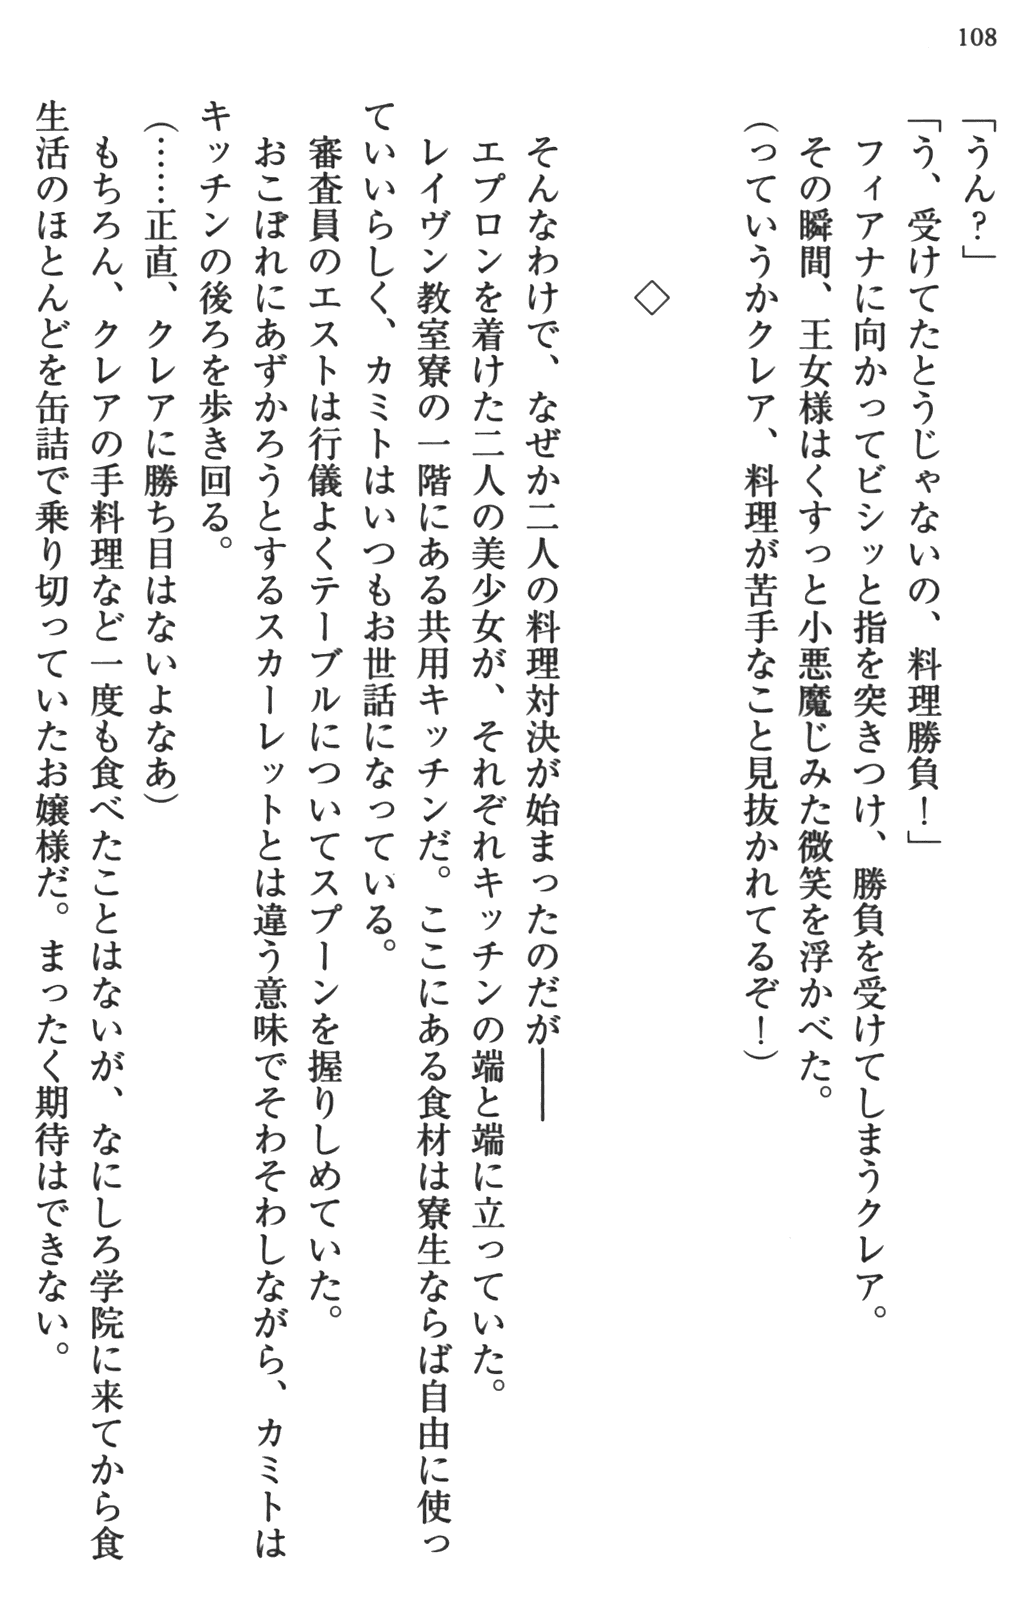 108
「うん？」
「う、受けてたとうじゃないの、料理勝負！」
フィアナに向かってビシッと指を突きつけ、勝負を受けてしまうクレア。
その瞬間、王女様はくすっと小悪魔じみた微笑を浮かべた。
（っていうかクレア、料理が苦手なこと見抜かれてるぞ！）
◇
そんなわけで、なぜか二人の料理対決が始まったのだが――
エプロンを着けた二人の美少女が、それぞれキッチンの端と端に立っていた。
レイヴン教室寮の一階にある共用キッチンだ。ここにある食材は寮生ならば自由に使っ
ていいらしく、カミトはいつもお世話になっている。
審査員のエストは行儀よくテーブルについてスプーンを握りしめていた。
おこぼれにあずかろうとするスカーレットとは違う意味でそわそわしながら、カミトは
キッチンの後ろを歩き回る。
（……正直、クレアに勝ち目はないよなあ）
もちろん、クレアの手料理など一度も食べたことはないが、なにしろ学院に来てから食
生活のほとんどを缶詰で乗り切っていたお嬢様だ。まったく期待はできない。